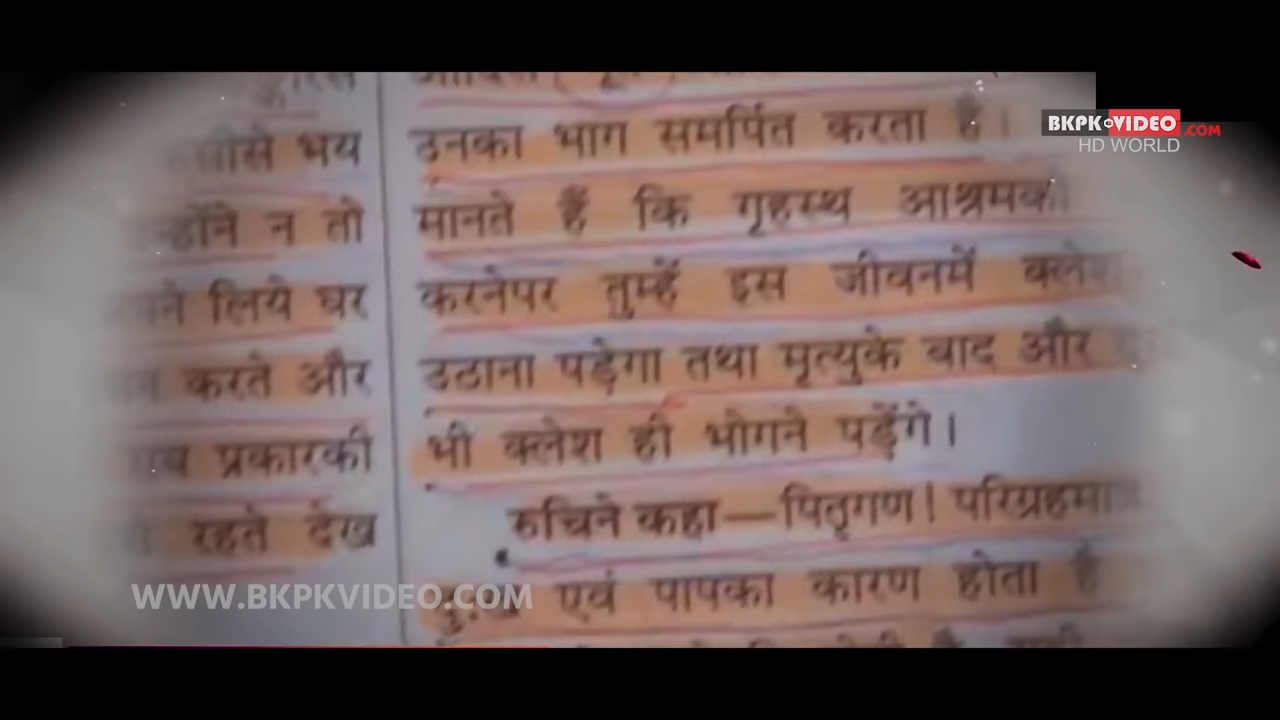 भय
न तो
लिये घर
करते और
प्रकारकी
रहते देख
उनका भाग समर्पित करता है।
मानते हैं कि गृहस्थ आश्रमको
करनेपर तुम्हें इस जीवनमें क्लेश
उठाना पड़ेगा तथा मृत्युके बाद और
भी क्लेश ही भोगने पड़ेंगे।
रुचिने कहा—पितृगण! परिग्रहमात्र
दुःख एवं पापका कारण होता है
BKPK VIDEO.COM
HD WORLD
WWW.BKPKVIDEO.COM